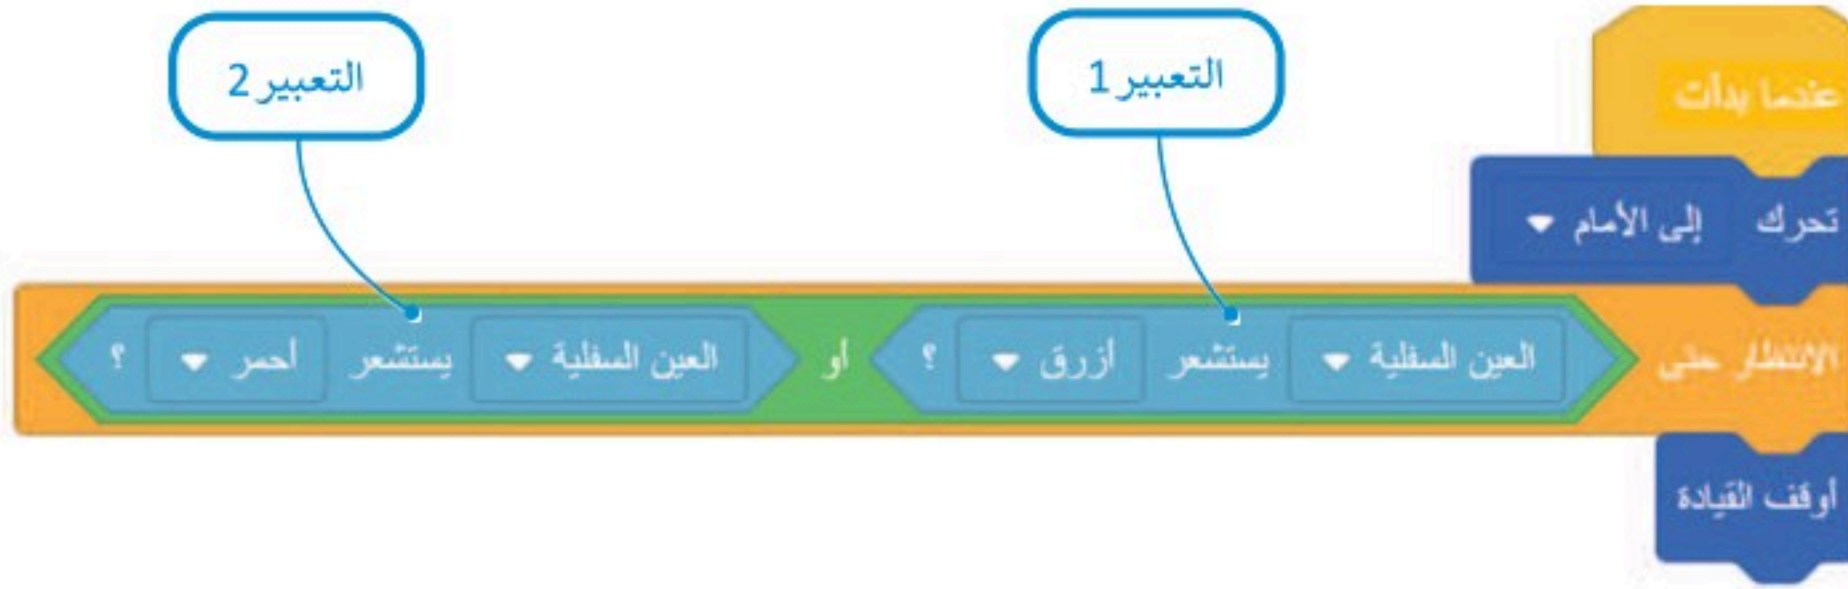 التعبير 1
التعبير 2
عندما بدأت
تحرك إلى الأمام
الانتظار حتى العين السفلية يستشعر أزرق ؟ أو العين السفلية يستشعر أحمر ؟
أوقف القيادة